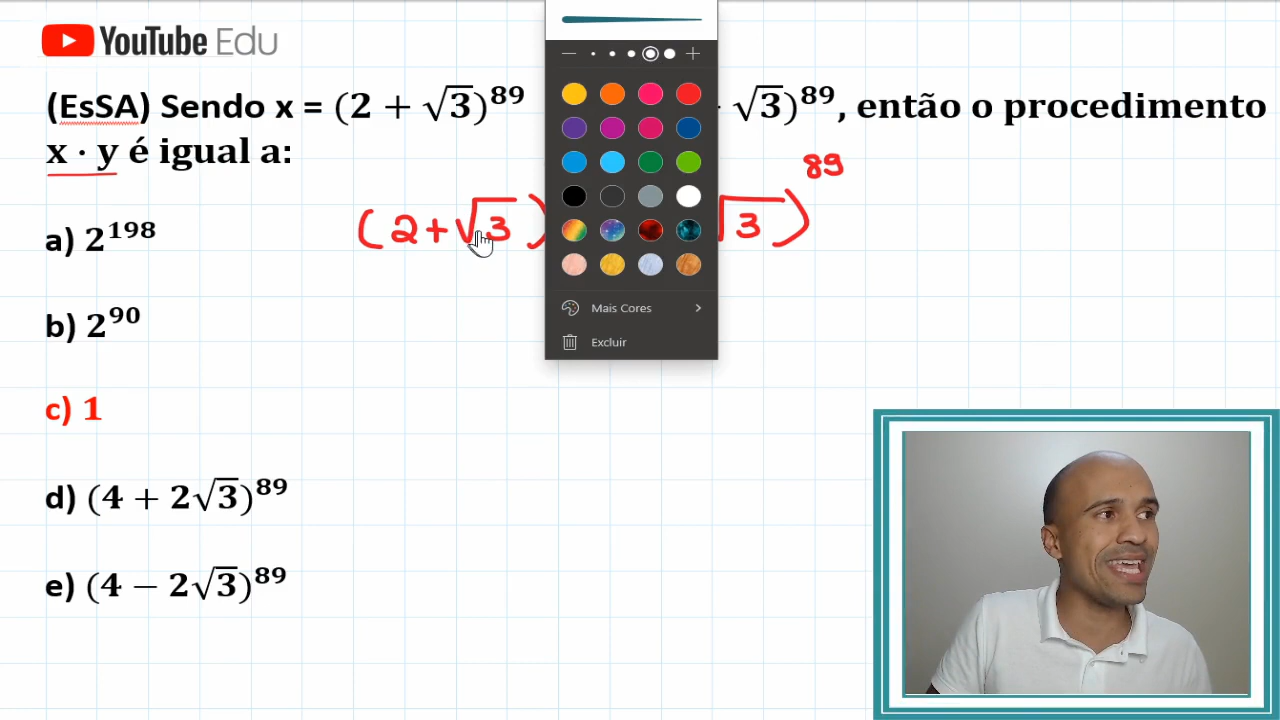 YouTube Edu
(EsSA) Sendo x = (2 + √3)⁸⁹ √3)⁸⁹, então o procedimento
x · y é igual a:
89
(2+√3) √3)
a) 2¹⁹⁸
b) 2⁹⁰
c) 1
d) (4 + 2√3)⁸⁹
e) (4 − 2√3)⁸⁹
Mais Cores
Excluir